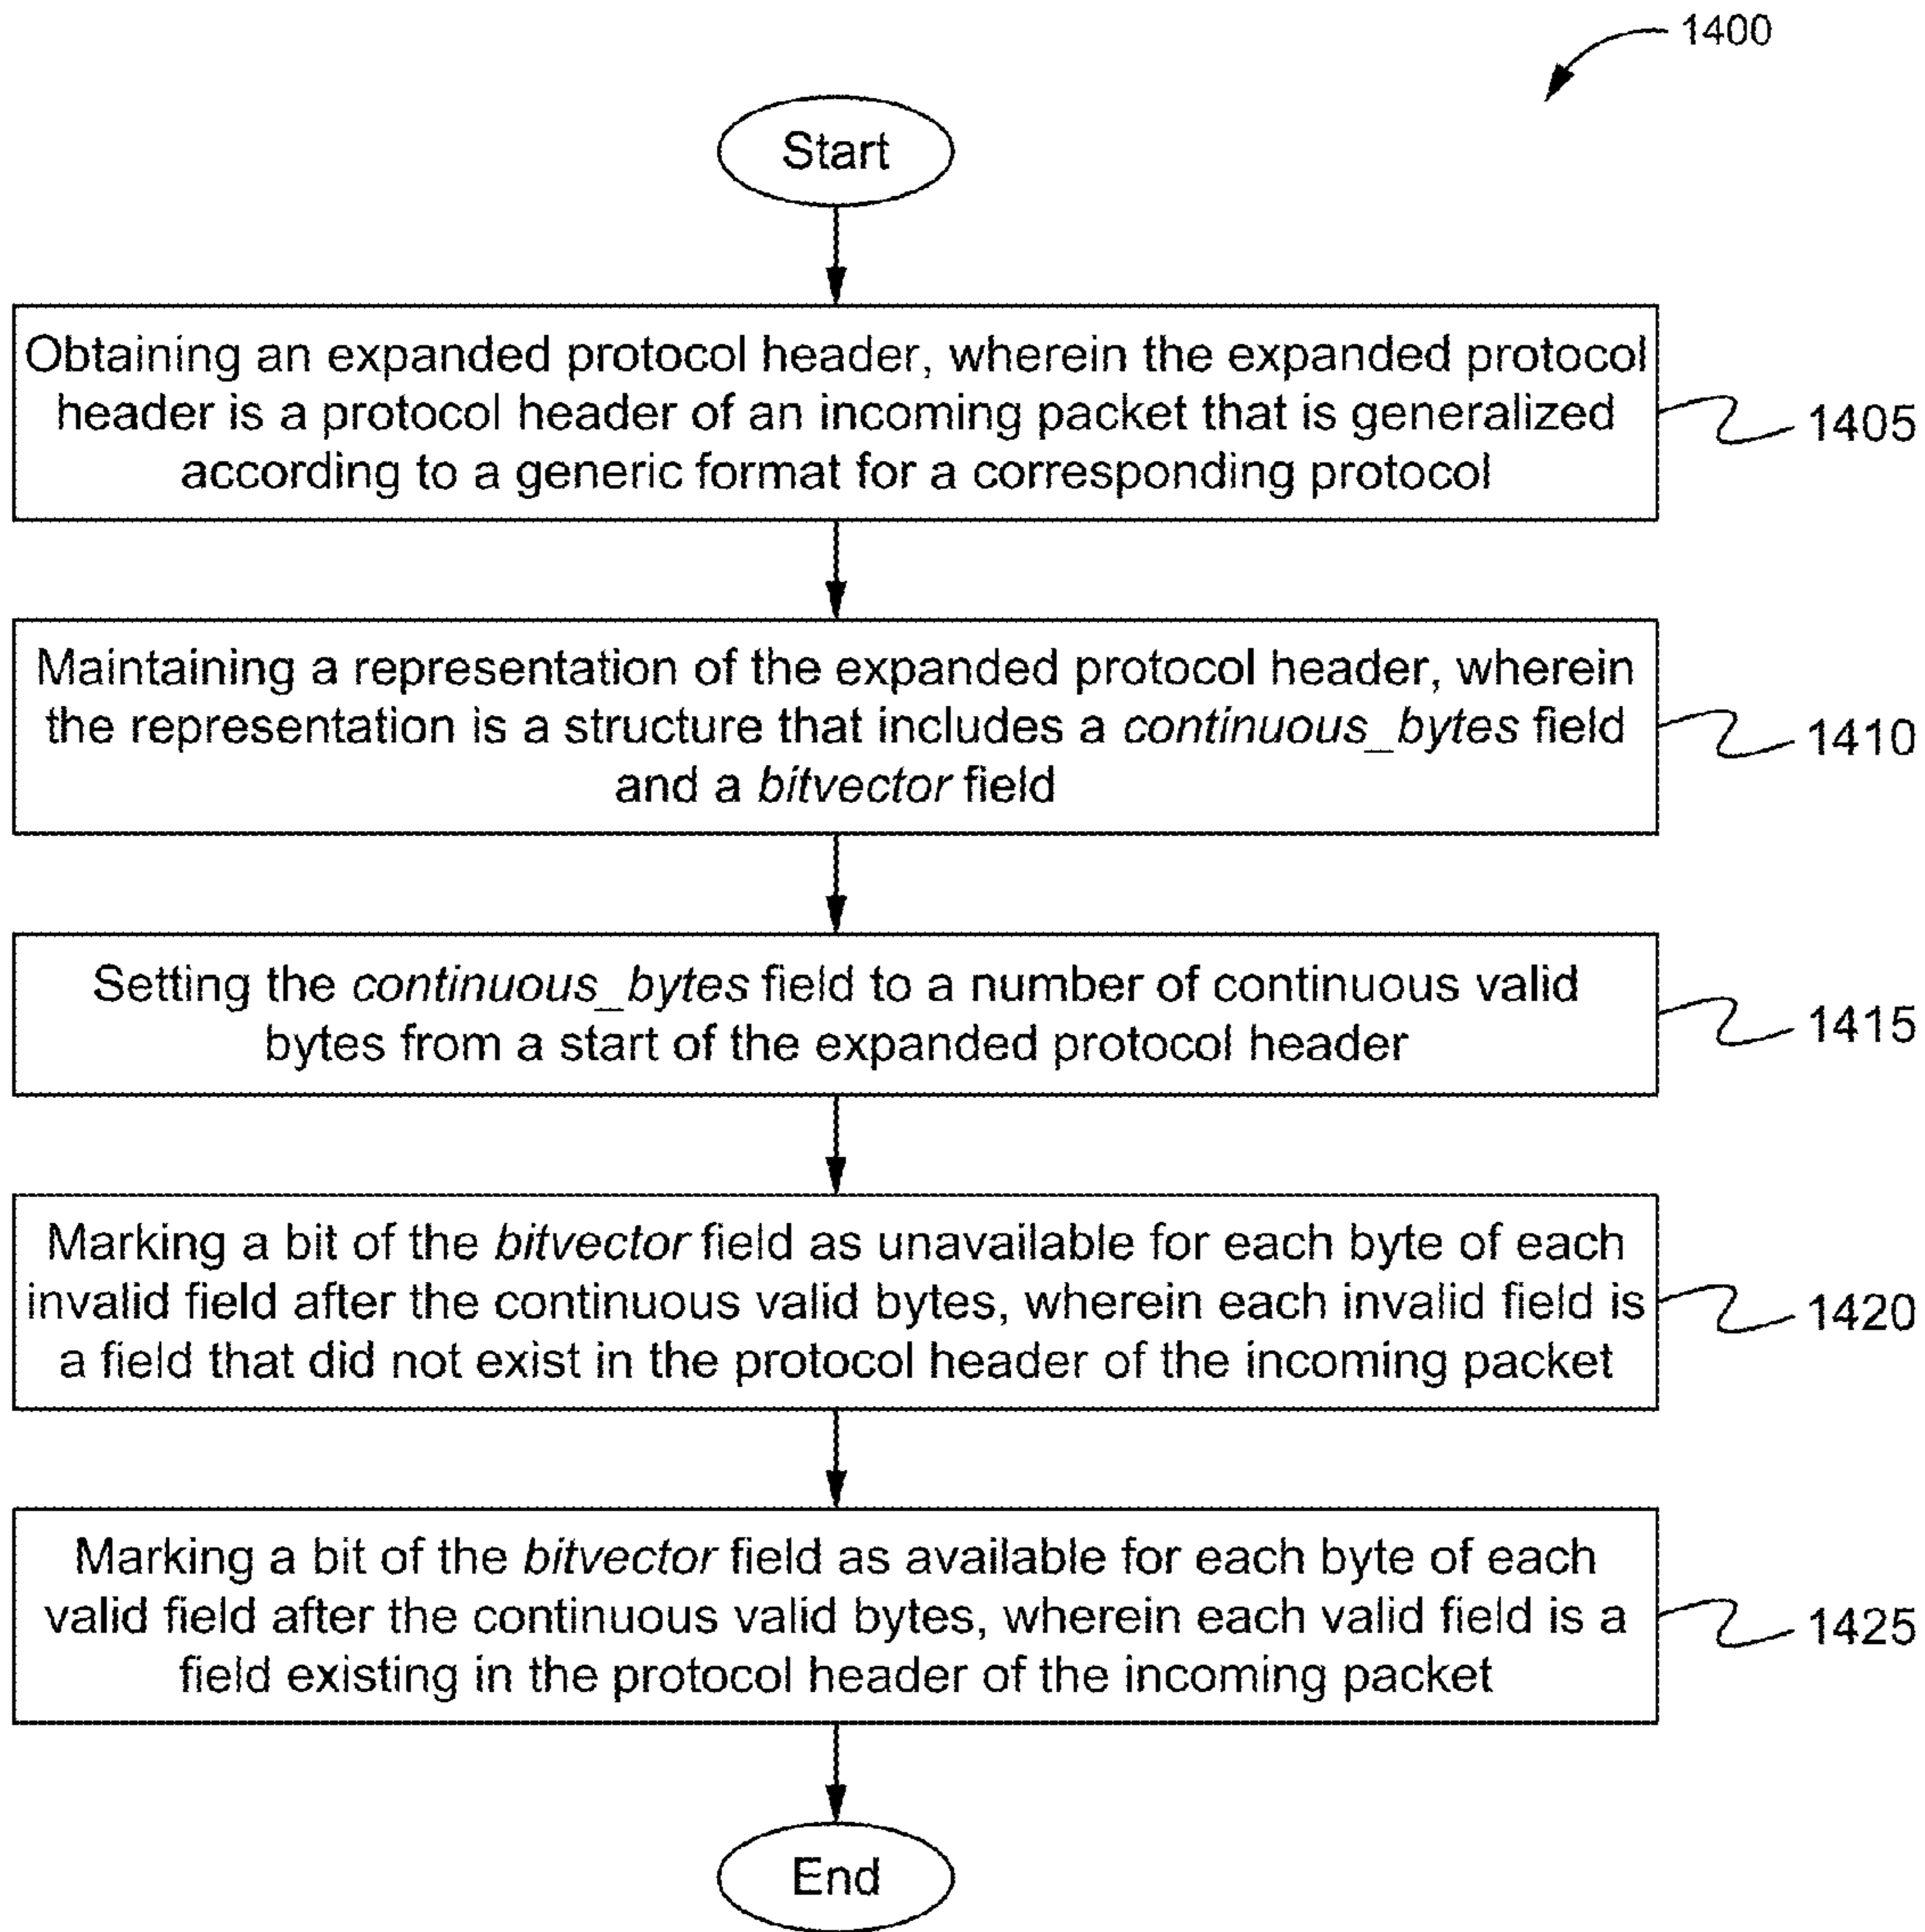 1400
Start
Obtaining an expanded protocol header, wherein the expanded protocol
header is a protocol header of an incoming packet that is generalized
according to a generic format for a corresponding protocol
1405
Maintaining a representation of the expanded protocol header, wherein
the representation is a structure that includes a continuous_bytes field
and a bitvector field
1410
Setting the continuous_bytes field to a number of continuous valid
bytes from a start of the expanded protocol header
1415
Marking a bit of the bitvector field as unavailable for each byte of each
invalid field after the continuous valid bytes, wherein each invalid field is
a field that did not exist in the protocol header of the incoming packet
1420
Marking a bit of the bitvector field as available for each byte of each
valid field after the continuous valid bytes, wherein each valid field is a
field existing in the protocol header of the incoming packet
1425
End